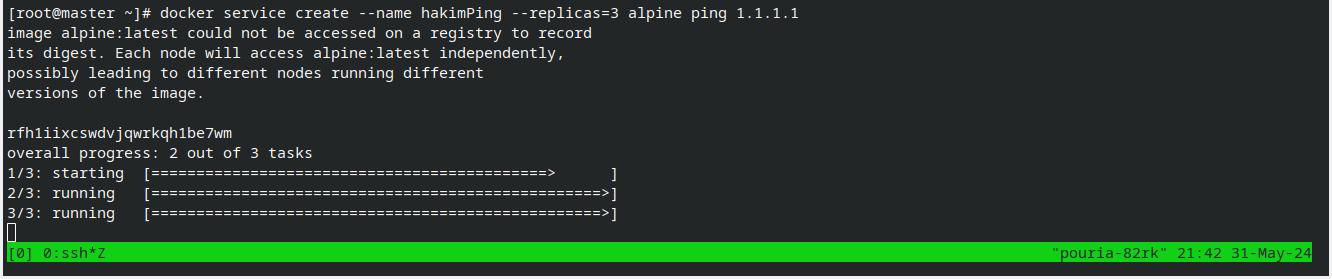 [root@master ~]# docker service create --name hakimPing --replicas=3 alpine ping 1.1.1.1
image alpine:latest could not be accessed on a registry to record
its digest. Each node will access alpine:latest independently,
possibly leading to different nodes running different
versions of the image.

rfh1iixcswdvjqwrkqh1be7wm
overall progress: 2 out of 3 tasks
1/3: starting  [============================================>      ]
2/3: running   [==================================================>]
3/3: running   [==================================================>]
[0] 0:ssh*Z "pouria-82rk" 21:42 31-May-24